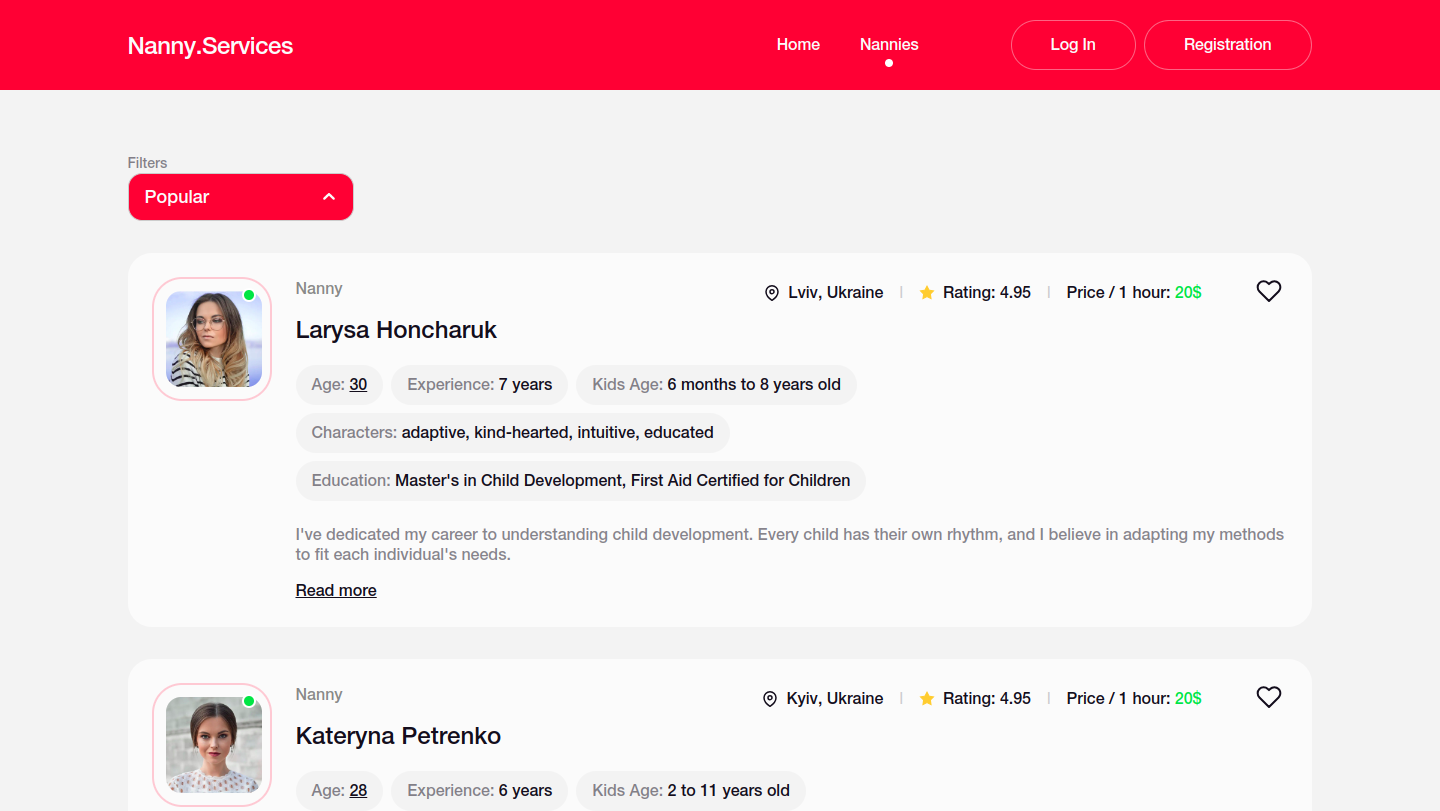 Nanny.Services
Home
Nannies
Log In
Registration
Filters
Popular
Nanny
Lviv, Ukraine
Rating: 4.95
Price / 1 hour: 20$
Larysa Honcharuk
Age: 30
Experience: 7 years
Kids Age: 6 months to 8 years old
Characters: adaptive, kind-hearted, intuitive, educated
Education: Master's in Child Development, First Aid Certified for Children
I've dedicated my career to understanding child development. Every child has their own rhythm, and I believe in adapting my methods
to fit each individual's needs.
Read more
Nanny
Kyiv, Ukraine
Rating: 4.95
Price / 1 hour: 20$
Kateryna Petrenko
Age: 28
Experience: 6 years
Kids Age: 2 to 11 years old